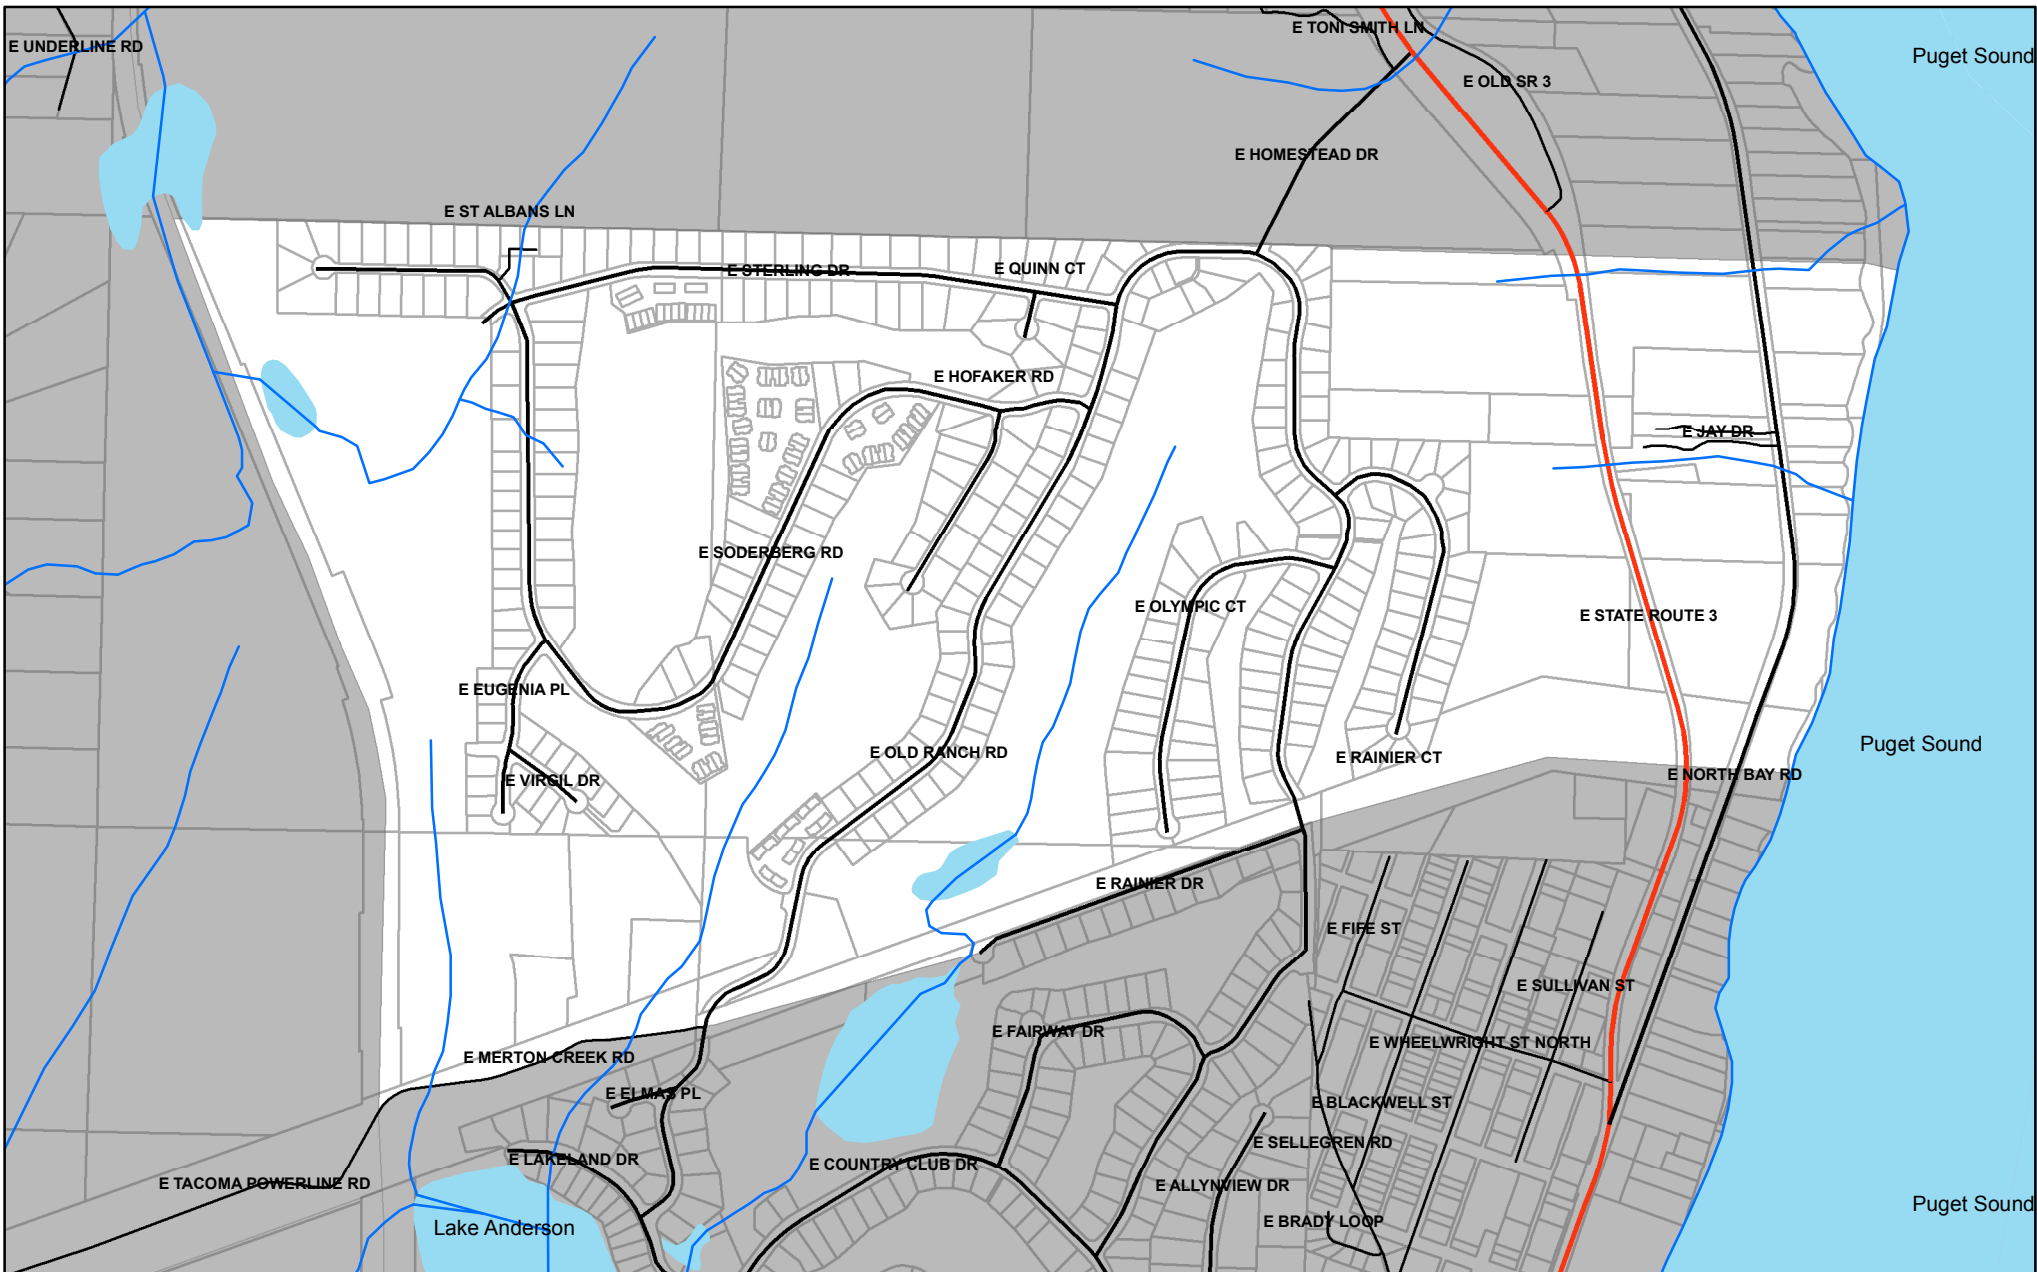 E TONI SMITH LN
E UNDERLINE RD
Puget Sound
E OLD SR 3
E HOMESTEAD DR
E ST ALBANS LN
E STERLING DR
E QUINN CT
E HOFAKER RD
E JAY DR
E SODERBERG RD
E OLYMPIC CT
E STATE ROUTE 3
E EUGENIA PL
Puget Sound
E OLD RANCH RD
E RAINIER CT
E NORTH BAY RD
E VIRGIL DR
E RAINIER DR
E FIFE ST
E SULLIVAN ST
E FAIRWAY DR
E WHEELWRIGHT ST NORTH
E MERTON CREEK RD
E ELMAS PL
E BLACKWELL ST
E SELLEGREN RD
E LAKELAND DR
E COUNTRY CLUB DR
E TACOMA POWERLINE RD
E ALLYNVIEW DR
Puget Sound
E BRADY LOOP
Lake Anderson